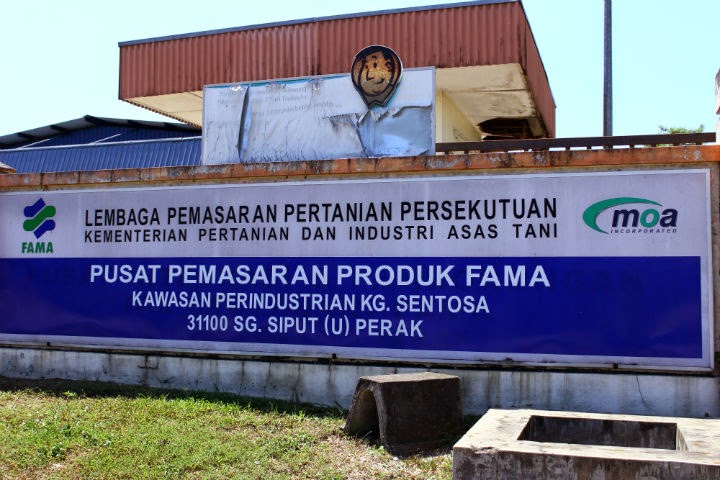 FAMA
LEMBAGA PEMASARAN PERTANIAN PERSEKUTUAN
KEMENTERIAN PERTANIAN DAN INDUSTRI ASAS TANI
moa
INCORPORATED
PUSAT PEMASARAN PRODUK FAMA
KAWASAN PERINDUSTRIAN KG. SENTOSA
31100 SG. SIPUT (U) PERAK